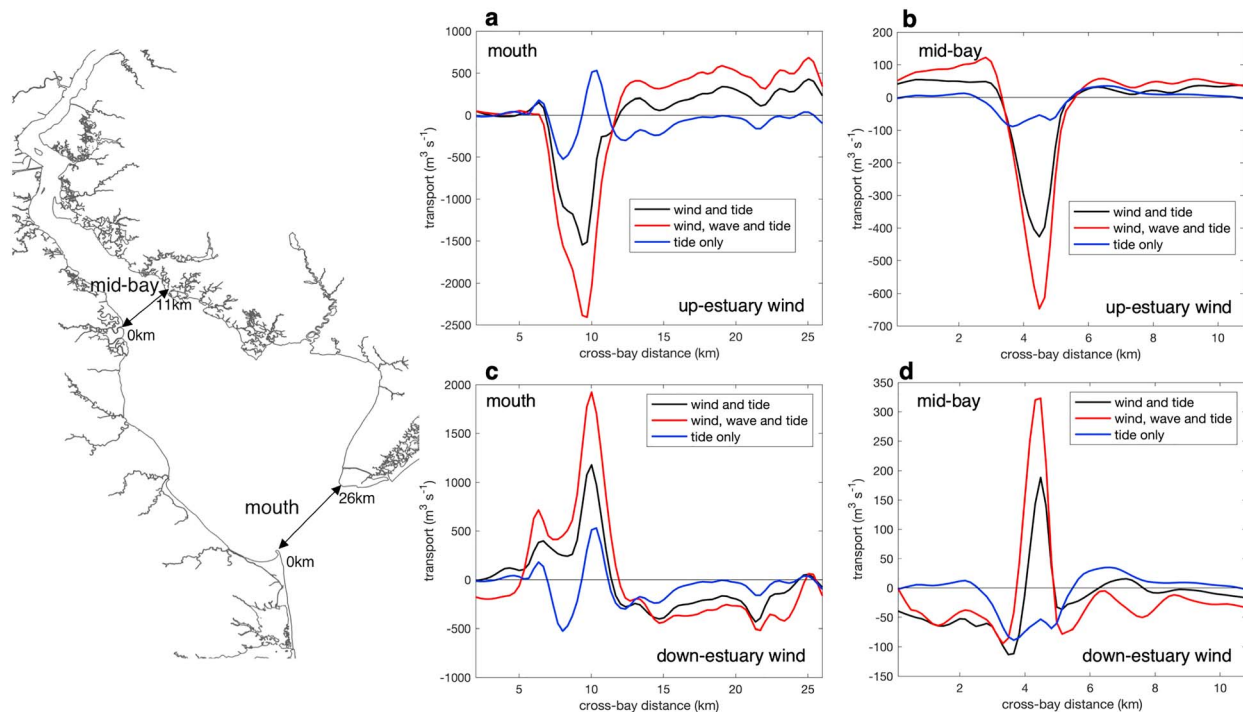 mid-bay
11km
0km
mouth
26km
0km
a
mouth
1000
500
0
-500
-1000
-1500
-2000
-2500
transport (m³ s⁻¹)
wind and tide
wind, wave and tide
tide only
up-estuary wind
5 10 15 20 25
cross-bay distance (km)
b
mid-bay
200
100
0
-100
-200
-300
-400
-500
-600
-700
transport (m³ s⁻¹)
wind and tide
wind, wave and tide
tide only
up-estuary wind
2 4 6 8 10
cross-bay distance (km)
c
mouth
2000
1500
1000
500
0
-500
-1000
transport (m³ s⁻¹)
wind and tide
wind, wave and tide
tide only
down-estuary wind
5 10 15 20 25
cross-bay distance (km)
d
mid-bay
350
300
250
200
150
100
50
0
-50
-100
-150
transport (m³ s⁻¹)
wind and tide
wind, wave and tide
tide only
down-estuary wind
2 4 6 8 10
cross-bay distance (km)